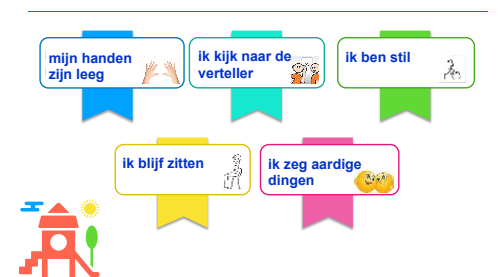 mijn handen
zijn leeg
ik kijk naar de
verteller
ik ben stil
ik blijf zitten
ik zeg aardige
dingen